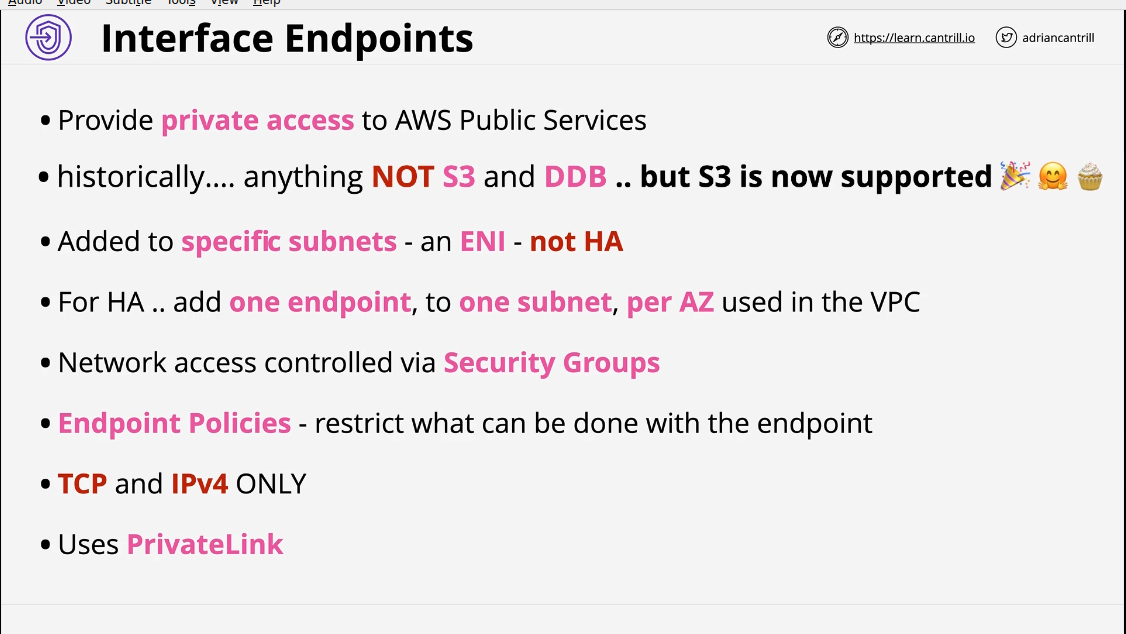 Audio Video Subtitle Tools View Help
Interface Endpoints
https://learn.cantrill.io
adriancantrill
• Provide private access to AWS Public Services
• historically.... anything NOT S3 and DDB .. but S3 is now supported 🎉 🤗 🧁
• Added to specific subnets - an ENI - not HA
• For HA .. add one endpoint, to one subnet, per AZ used in the VPC
• Network access controlled via Security Groups
• Endpoint Policies - restrict what can be done with the endpoint
• TCP and IPv4 ONLY
• Uses PrivateLink